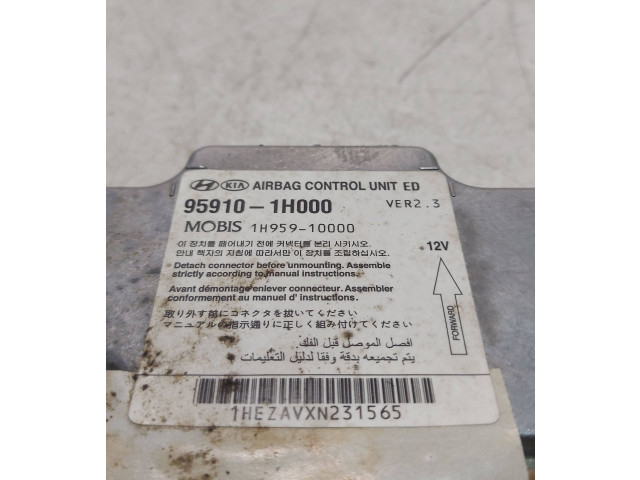 HYUNDAI KIA AIRBAG CONTROL UNIT ED
95910-1H000 VER2.3
MOBIS 1H959-10000
이 장치를 떼어내기 전에 커넥터를 분리 시키시오.
안내 책자의 지침에 따라서만 이 장치를 조립하십시오.
12V
Detach connector before unmounting. Assemble
strictly according to manual instructions.
Avant démontage enlever connecteur. Assembler
conformement au manuel d'instructions.
取り外す前にコネクタを抜いてください
マニュアルの指示通りに正しく組み付けてください
FORWARD
افصل الموصل قبل الفك
يتم تجميعه بدقة وفقا لدليل التعليمات.
1HEZAVXN231565